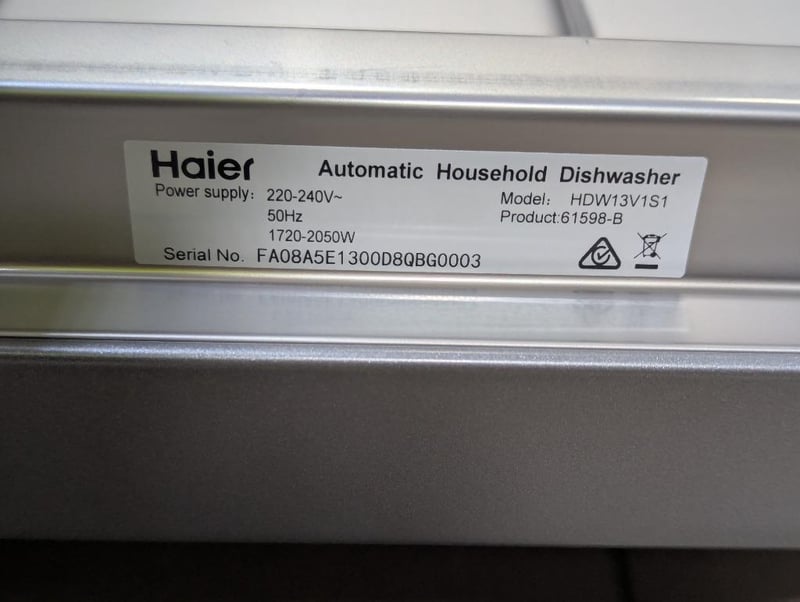 Haier Automatic Household Dishwasher
Power supply: 220-240V~ Model: HDW13V1S1
50Hz Product:61598-B
1720-2050W
Serial No. FA08A5E1300D8QBG0003